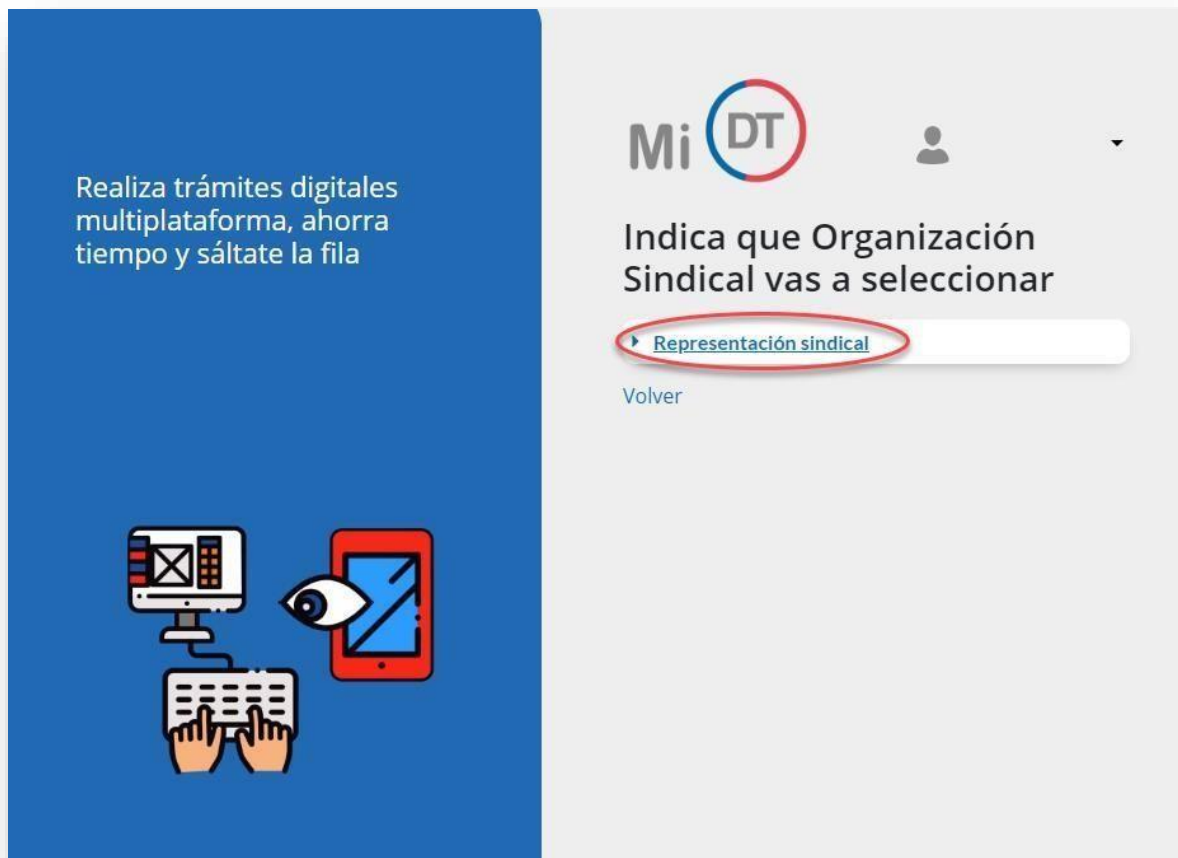 Realiza trámites digitales
multiplataforma, ahorra
tiempo y sáltate la fila
Mi DT
Indica que Organización
Sindical vas a seleccionar
Representación sindical
Volver